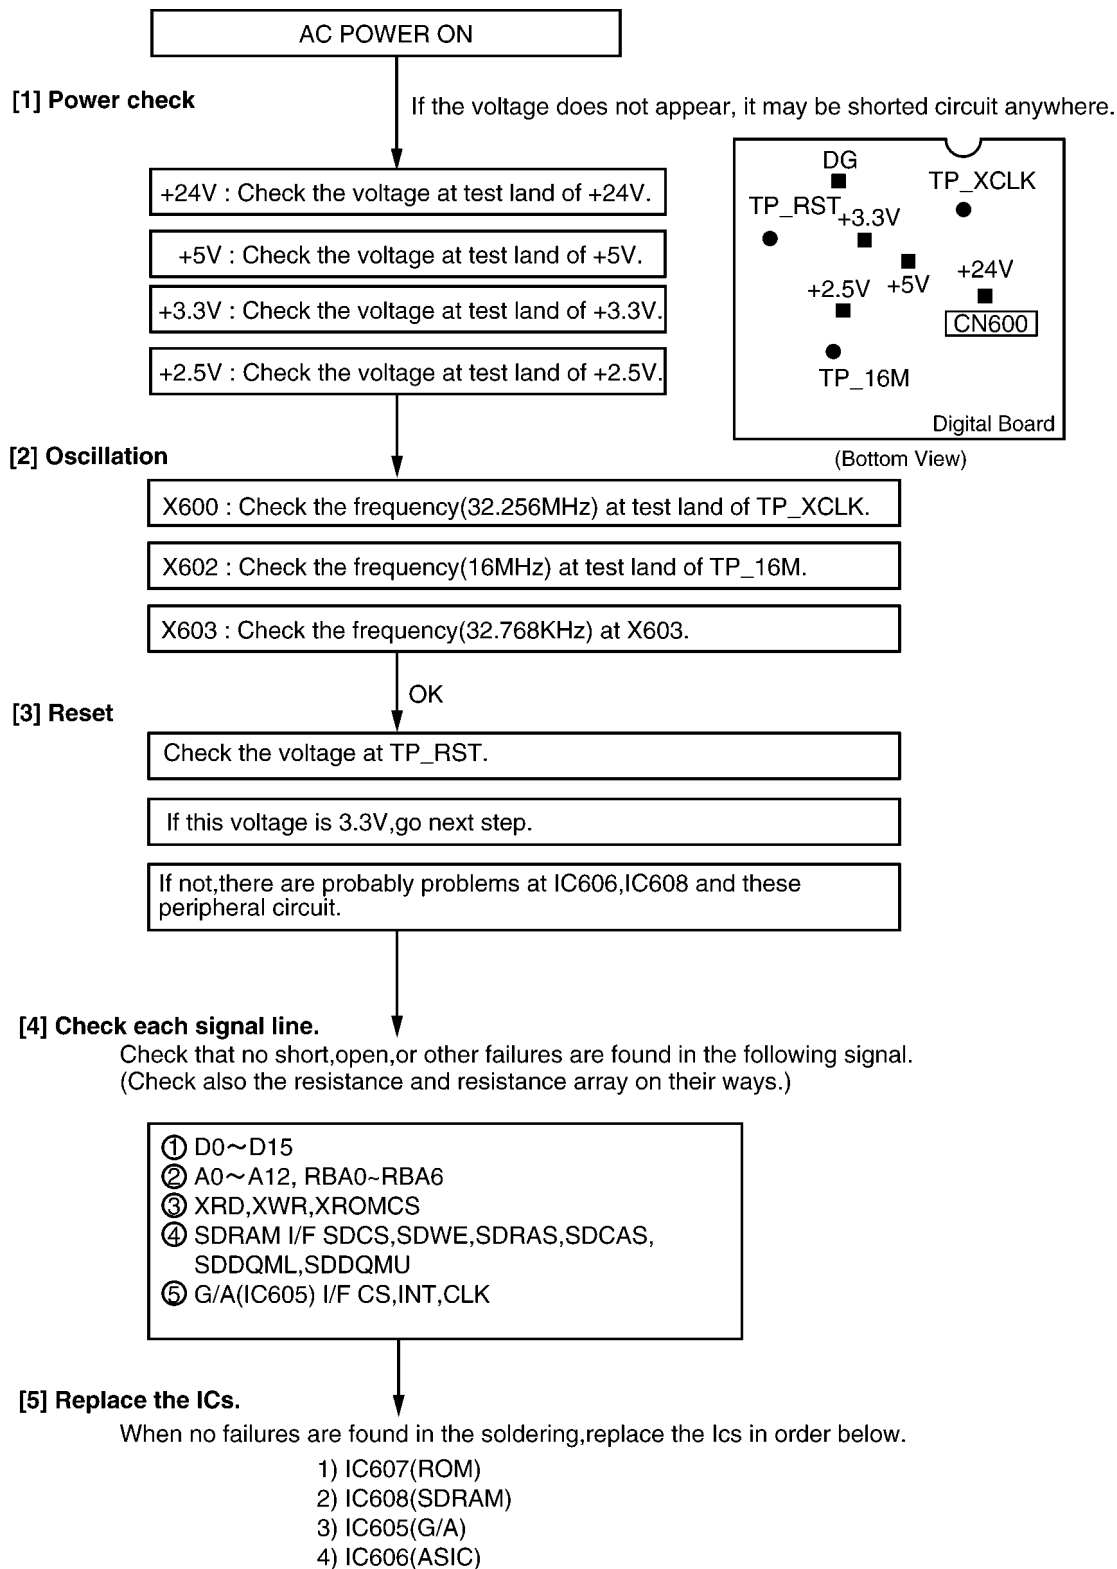 AC POWER ON
[1] Power check
If the voltage does not appear, it may be shorted circuit anywhere.
+24V : Check the voltage at test land of +24V.
+5V : Check the voltage at test land of +5V.
+3.3V : Check the voltage at test land of +3.3V.
+2.5V : Check the voltage at test land of +2.5V.
DG
TP_XCLK
TP_RST
+3.3V
+5V
+24V
+2.5V
CN600
TP_16M
Digital Board
(Bottom View)
[2] Oscillation
X600 : Check the frequency(32.256MHz) at test land of TP_XCLK.
X602 : Check the frequency(16MHz) at test land of TP_16M.
X603 : Check the frequency(32.768KHz) at X603.
OK
[3] Reset
Check the voltage at TP_RST.
If this voltage is 3.3V,go next step.
If not,there are probably problems at IC606,IC608 and these
peripheral circuit.
[4] Check each signal line.
Check that no short,open,or other failures are found in the following signal.
(Check also the resistance and resistance array on their ways.)
① D0～D15
② A0～A12, RBA0~RBA6
③ XRD,XWR,XROMCS
④ SDRAM I/F SDCS,SDWE,SDRAS,SDCAS,
SDDQML,SDDQMU
⑤ G/A(IC605) I/F CS,INT,CLK
[5] Replace the ICs.
When no failures are found in the soldering,replace the Ics in order below.
1) IC607(ROM)
2) IC608(SDRAM)
3) IC605(G/A)
4) IC606(ASIC)